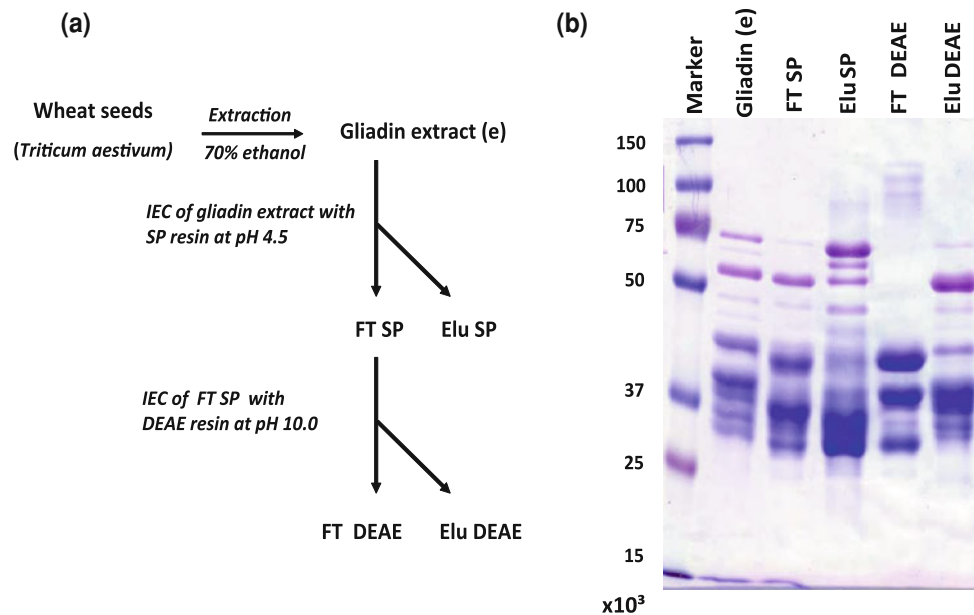 (a)
Wheat seeds
(Triticum aestivum)
Extraction
70% ethanol
Gliadin extract (e)
IEC of gliadin extract with
SP resin at pH 4.5
FT SP
Elu SP
IEC of FT SP with
DEAE resin at pH 10.0
FT DEAE
Elu DEAE
(b)
Marker
Gliadin (e)
FT SP
Elu SP
FT DEAE
Elu DEAE
150
100
75
50
37
25
15
x10³